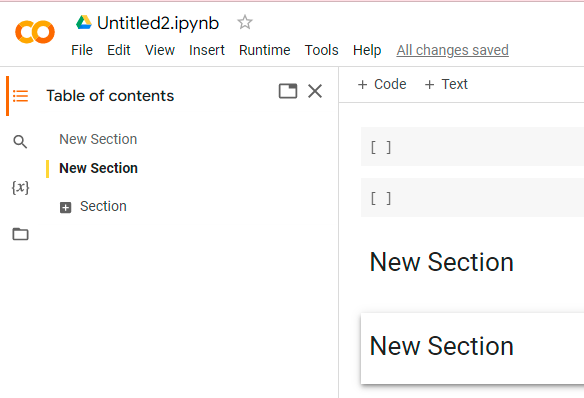 Untitled2.ipynb
File Edit View Insert Runtime Tools Help All changes saved
Table of contents
+ Code + Text
New Section
New Section
Section
{x}
[ ]
[ ]
New Section
New Section